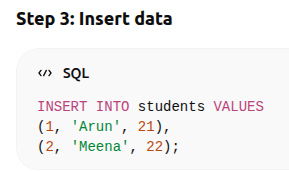 Step 3: Insert data
SQL
INSERT INTO students VALUES
(1, 'Arun', 21),
(2, 'Meena', 22);